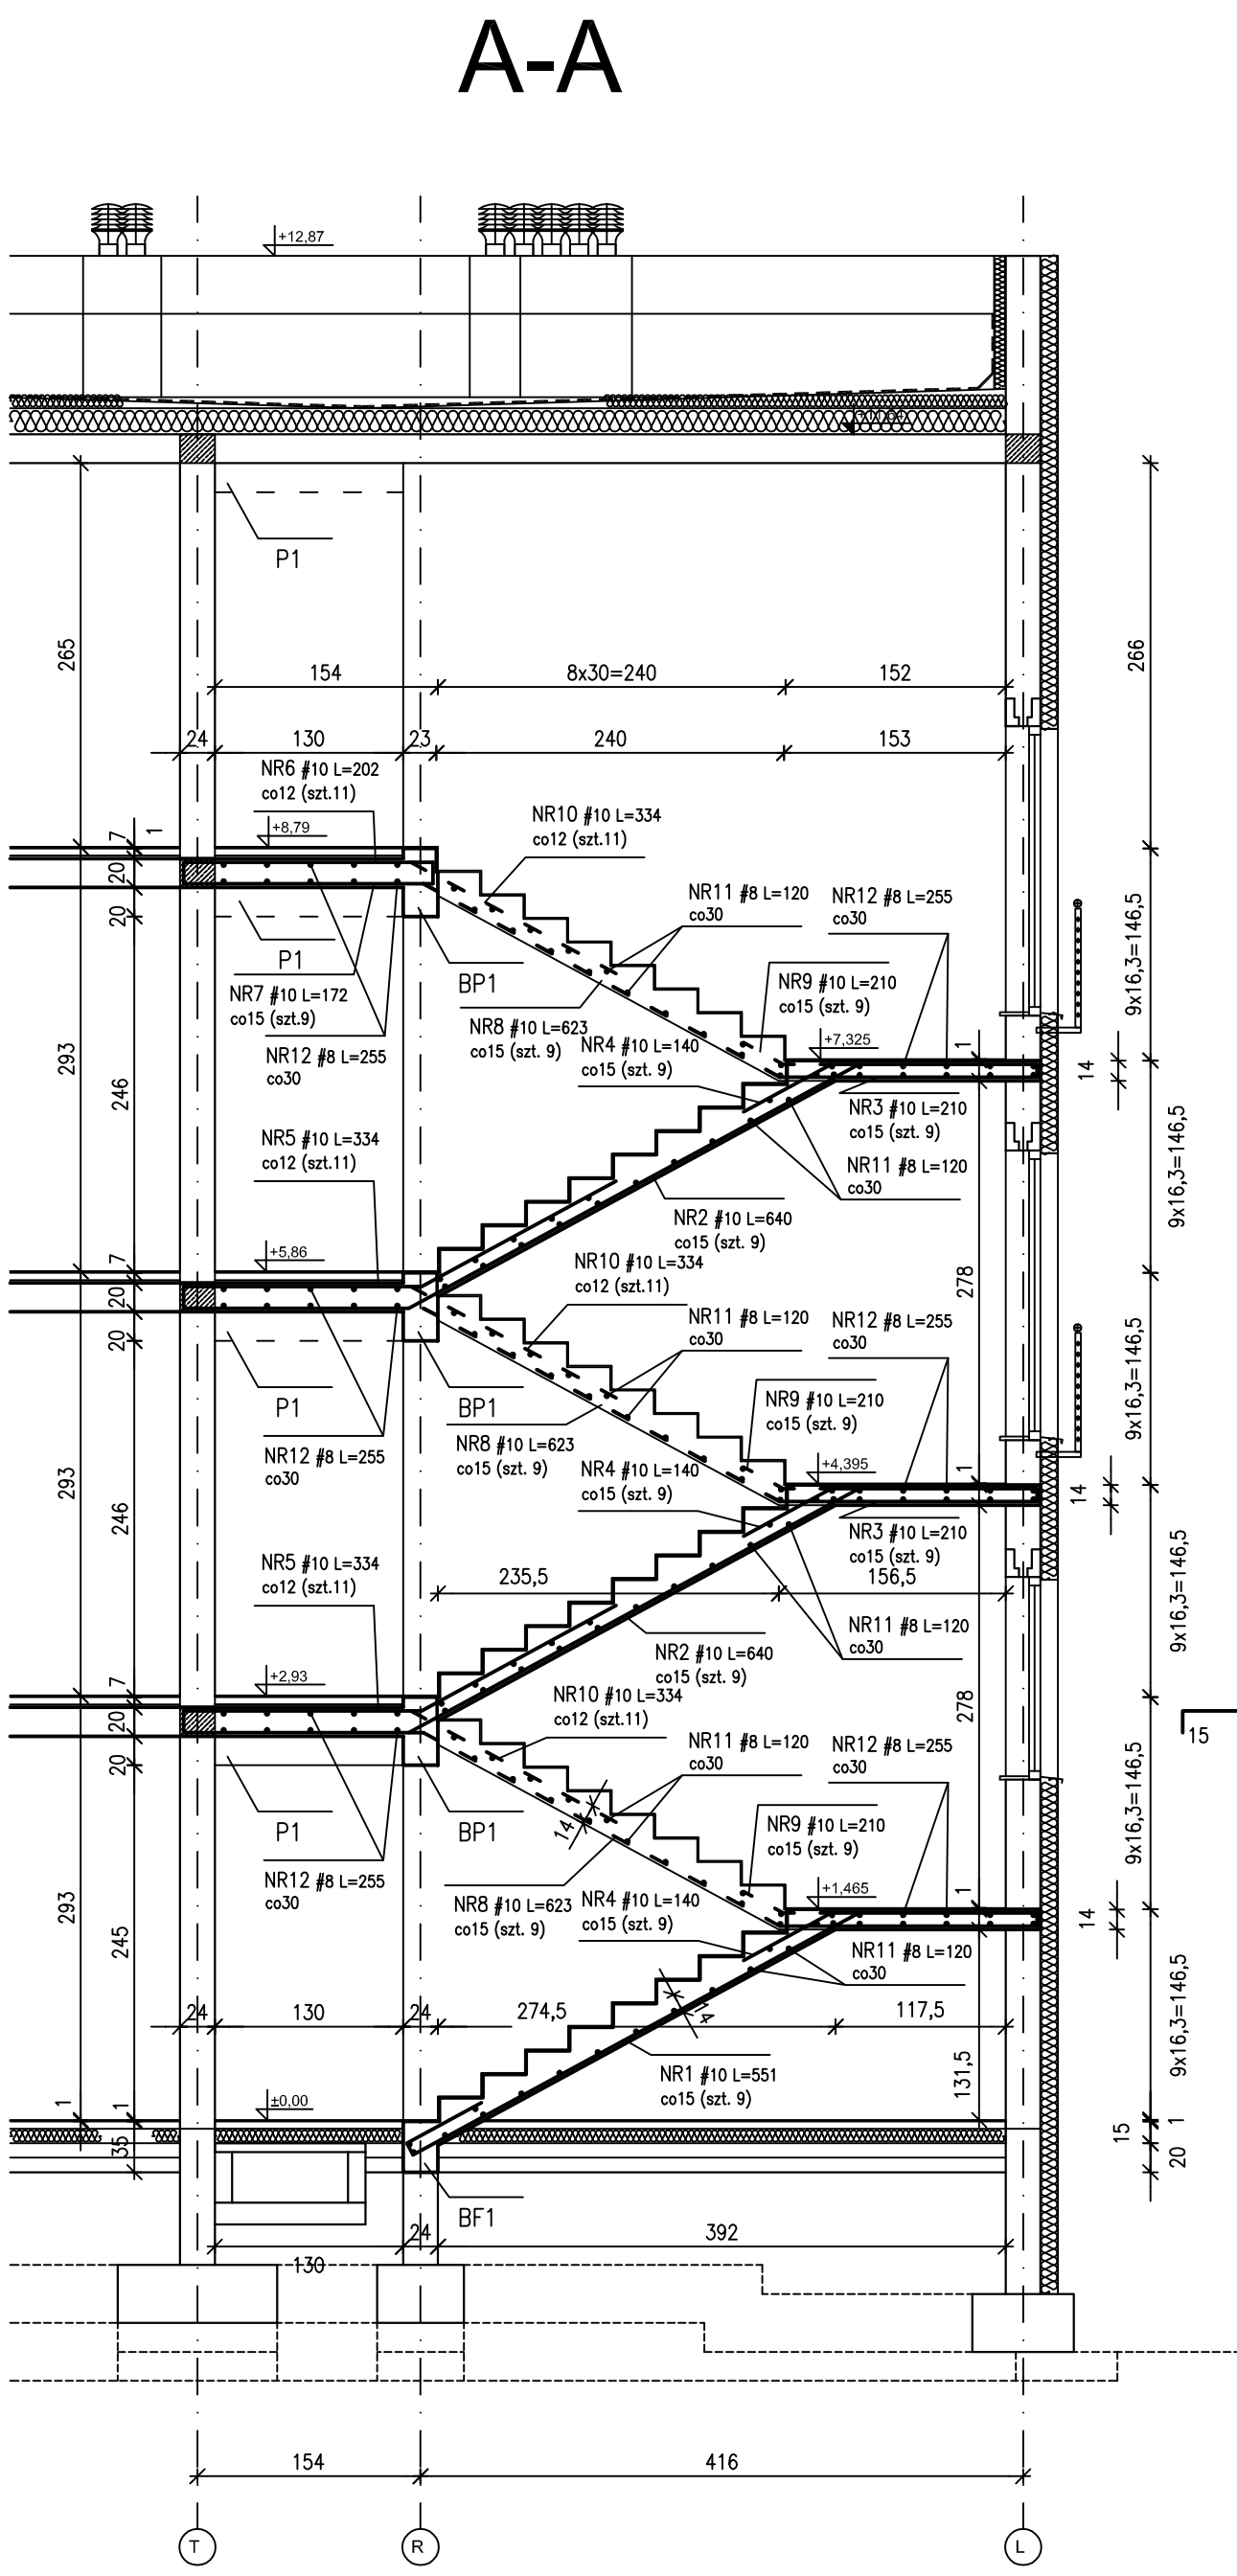 A-A
+12,87
+11,64
P1
265
266
154
8x30=240
152
24
130
23
240
153
NR6 #10 L=202
co12 (szt.11)
+8,79
7
1
20
20
NR10 #10 L=334
co12 (szt.11)
NR11 #8 L=120
co30
NR12 #8 L=255
co30
P1
BP1
NR7 #10 L=172
co15 (szt.9)
NR12 #8 L=255
co30
NR8 #10 L=623
co15 (szt. 9)
NR9 #10 L=210
co15 (szt. 9)
+7,325
1
14
9x16,3=146,5
NR4 #10 L=140
co15 (szt. 9)
NR3 #10 L=210
co15 (szt. 9)
293
246
NR5 #10 L=334
co12 (szt.11)
NR11 #8 L=120
co30
NR2 #10 L=640
co15 (szt. 9)
9x16,3=146,5
278
+5,86
7
20
20
NR10 #10 L=334
co12 (szt.11)
NR11 #8 L=120
co30
NR12 #8 L=255
co30
P1
BP1
NR12 #8 L=255
co30
NR8 #10 L=623
co15 (szt. 9)
NR9 #10 L=210
co15 (szt. 9)
+4,395
1
14
9x16,3=146,5
NR4 #10 L=140
co15 (szt. 9)
NR3 #10 L=210
co15 (szt. 9)
293
246
NR5 #10 L=334
co12 (szt.11)
235,5
156,5
NR11 #8 L=120
co30
NR2 #10 L=640
co15 (szt. 9)
9x16,3=146,5
278
+2,93
7
20
20
NR10 #10 L=334
co12 (szt.11)
NR11 #8 L=120
co30
NR12 #8 L=255
co30
15
P1
BP1
14
NR12 #8 L=255
co30
NR8 #10 L=623
co15 (szt. 9)
NR9 #10 L=210
co15 (szt. 9)
+1,465
1
14
9x16,3=146,5
NR4 #10 L=140
co15 (szt. 9)
NR11 #8 L=120
co30
293
245
24
130
24
274,5
14
117,5
NR1 #10 L=551
co15 (szt. 9)
131,5
9x16,3=146,5
±0,00
1
1
35
15
1
20
BF1
24
392
130
154
416
T
R
L